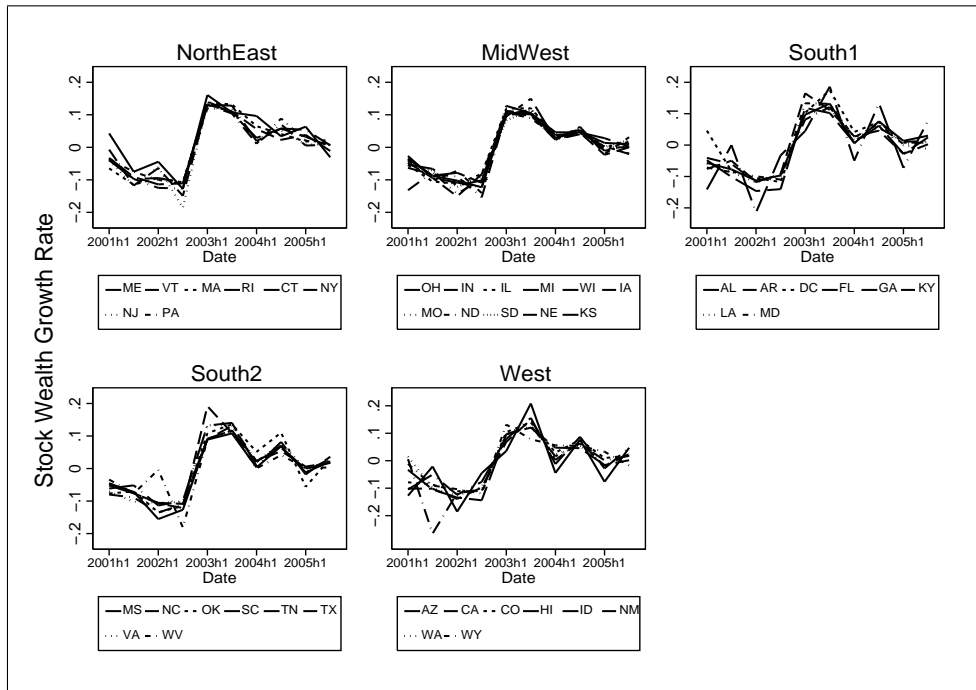 Stock Wealth Growth Rate
NorthEast
.2
.1
0
-.1
-.2
2001h1 2002h1 2003h1 2004h1 2005h1
Date
ME VT MA RI CT NY
NJ PA
MidWest
.2
.1
0
-.1
-.2
2001h1 2002h1 2003h1 2004h1 2005h1
Date
OH IN IL MI WI IA
MO ND SD NE KS
South1
.2
.1
0
-.1
-.2
2001h1 2002h1 2003h1 2004h1 2005h1
Date
AL AR DC FL GA KY
LA MD
South2
.2
.1
0
-.1
-.2
2001h1 2002h1 2003h1 2004h1 2005h1
Date
MS NC OK SC TN TX
VA WV
West
.2
.1
0
-.1
-.2
2001h1 2002h1 2003h1 2004h1 2005h1
Date
AZ CA CO HI ID NM
WA WY